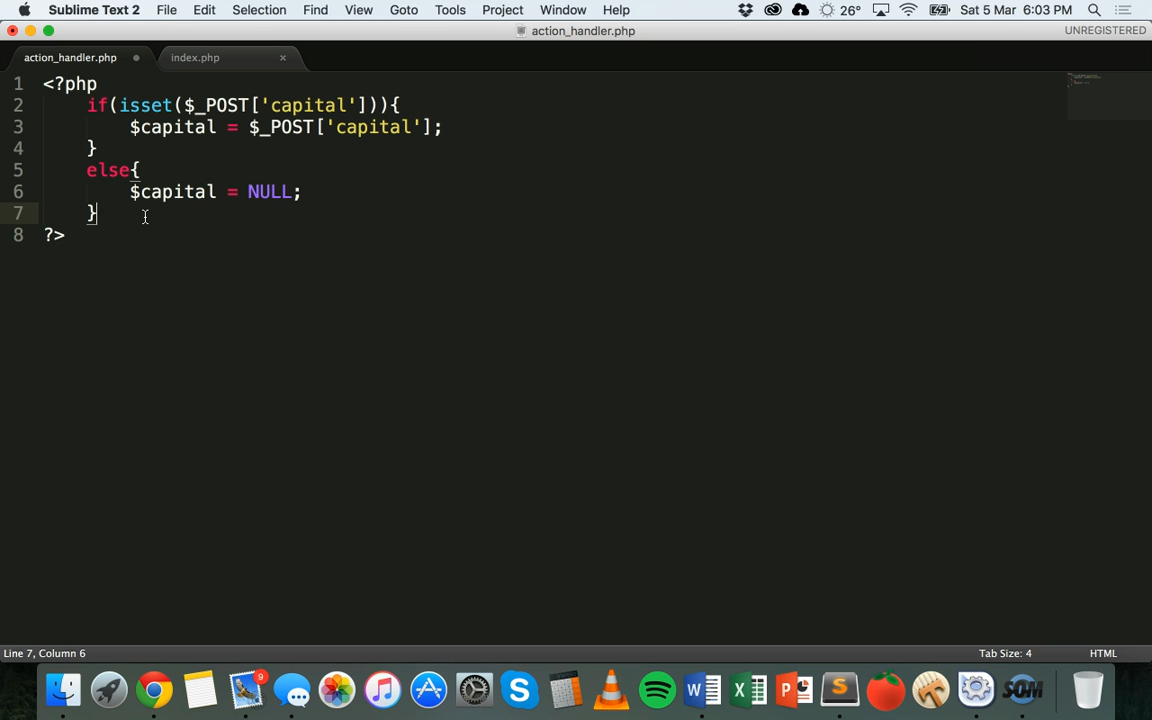 Sublime Text 2 File Edit Selection Find View Goto Tools Project Window Help 26° Sat 5 Mar 6:03 PM
action_handler.php UNREGISTERED
action_handler.php index.php ×
1 <?php
2 if(isset($_POST['capital'])){
3 $capital = $_POST['capital'];
4 }
5 else{
6 $capital = NULL;
7 }
8 ?>
Line 7, Column 6 Tab Size: 4 HTML
9
S W X P S SOM